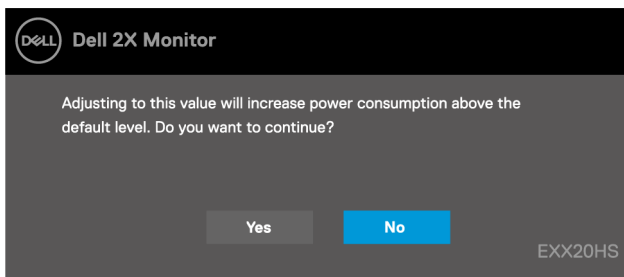 DELL
Dell 2X Monitor
Adjusting to this value will increase power consumption above the
default level. Do you want to continue?
Yes
No
EXX20HS